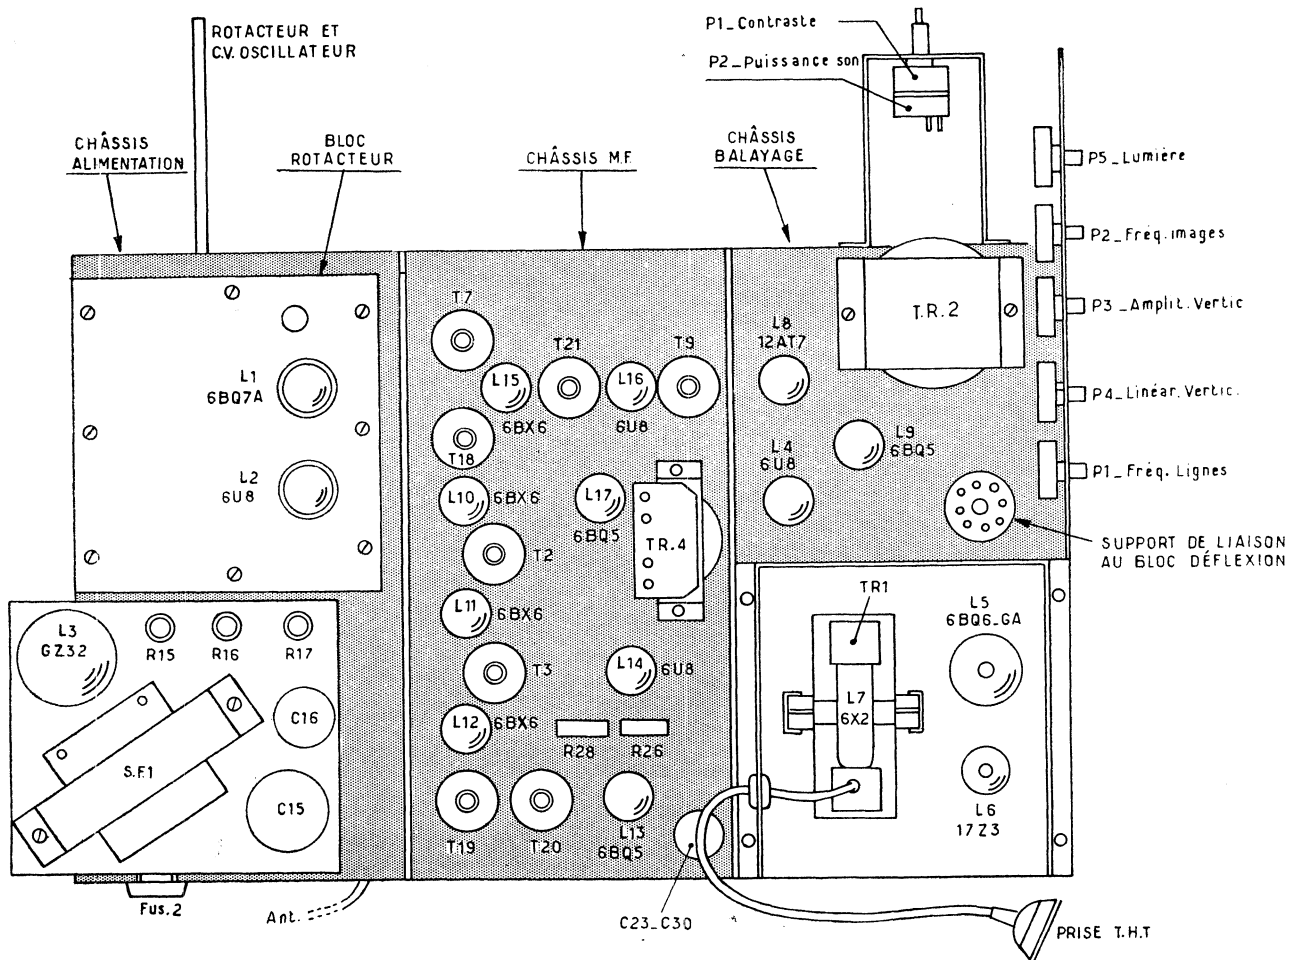 ROTACTEUR ET
C.V. OSCILLATEUR
P1_Contraste
P2_Puissance son
CHÂSSIS
ALIMENTATION
BLOC
ROTACTEUR
CHÂSSIS M.F.
CHÂSSIS
BALAYAGE
P5_Lumière
P2_Fréq.images
P3_Amplit.Vertic
P4_Linéar.Vertic.
P1_Fréq.Lignes
SUPPORT DE LIAISON
AU BLOC DÉFLEXION
L1
6BQ7A
L2
6U8
T7
L15
6BX6
T21
L16
6U8
T9
T18
L10
6BX6
L17
6BQ5
TR.4
T2
L11
6BX6
T3
L14
6U8
L12
6BX6
R28
R26
T19
T20
L13
6BQ5
C23_C30
L8
12AT7
T.R.2
L4
6U8
L9
6BQ5
TR1
L7
6X2
L5
6BQ6_GA
L6
17Z3
L3
GZ32
R15
R16
R17
C16
S.F.1
C15
Fus.2
Ant.
PRISE T.H.T